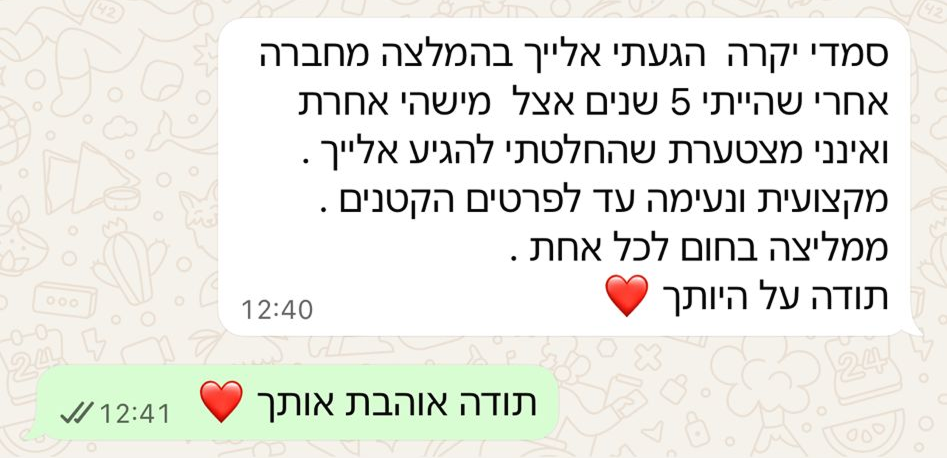 סמדי יקרה  הגעתי אלייך בהמלצה מחברה
אחרי שהייתי 5 שנים אצל  מישהי אחרת
ואינני מצטערת שהחלטתי להגיע אלייך .
מקצועית ונעימה עד לפרטים הקטנים .
ממליצה בחום לכל אחת .
תודה על היותך ❤️
12:40
תודה אוהבת אותך ❤️
12:41